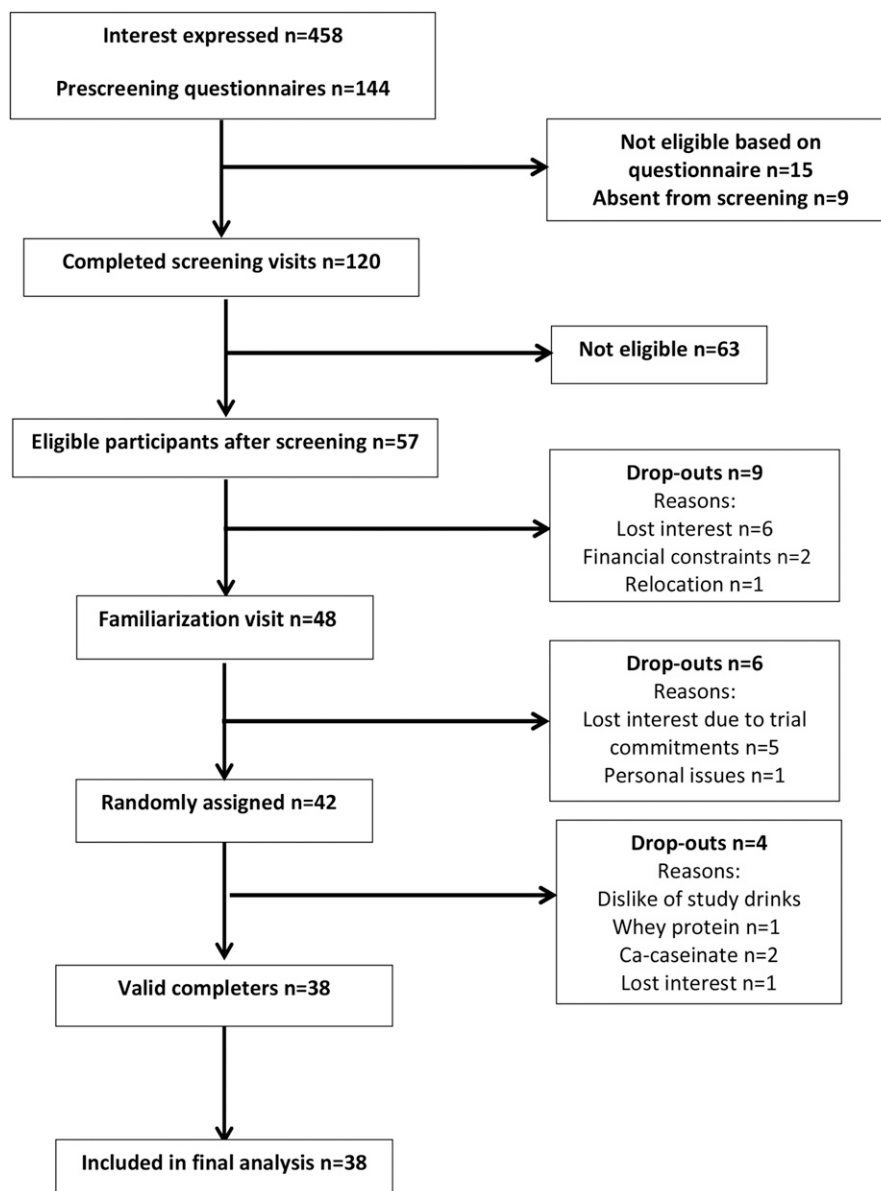 Interest expressed n=458
Prescreening questionnaires n=144
Not eligible based on
questionnaire n=15
Absent from screening n=9
Completed screening visits n=120
Not eligible n=63
Eligible participants after screening n=57
Drop-outs n=9
Reasons:
Lost interest n=6
Financial constraints n=2
Relocation n=1
Familiarization visit n=48
Drop-outs n=6
Reasons:
Lost interest due to trial
commitments n=5
Personal issues n=1
Randomly assigned n=42
Drop-outs n=4
Reasons:
Dislike of study drinks
Whey protein n=1
Ca-caseinate n=2
Lost interest n=1
Valid completers n=38
Included in final analysis n=38